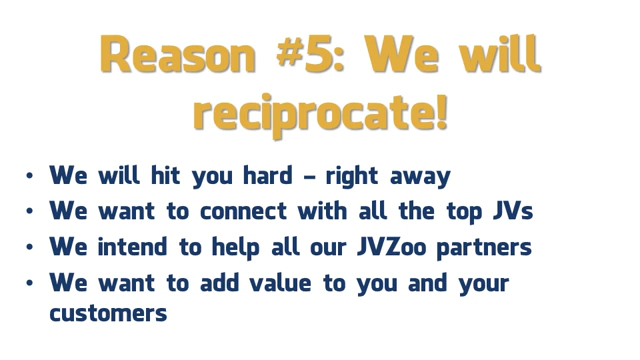 Reason #5: We will
reciprocate!
• We will hit you hard – right away
• We want to connect with all the top JVs
• We intend to help all our JVZoo partners
• We want to add value to you and your
customers